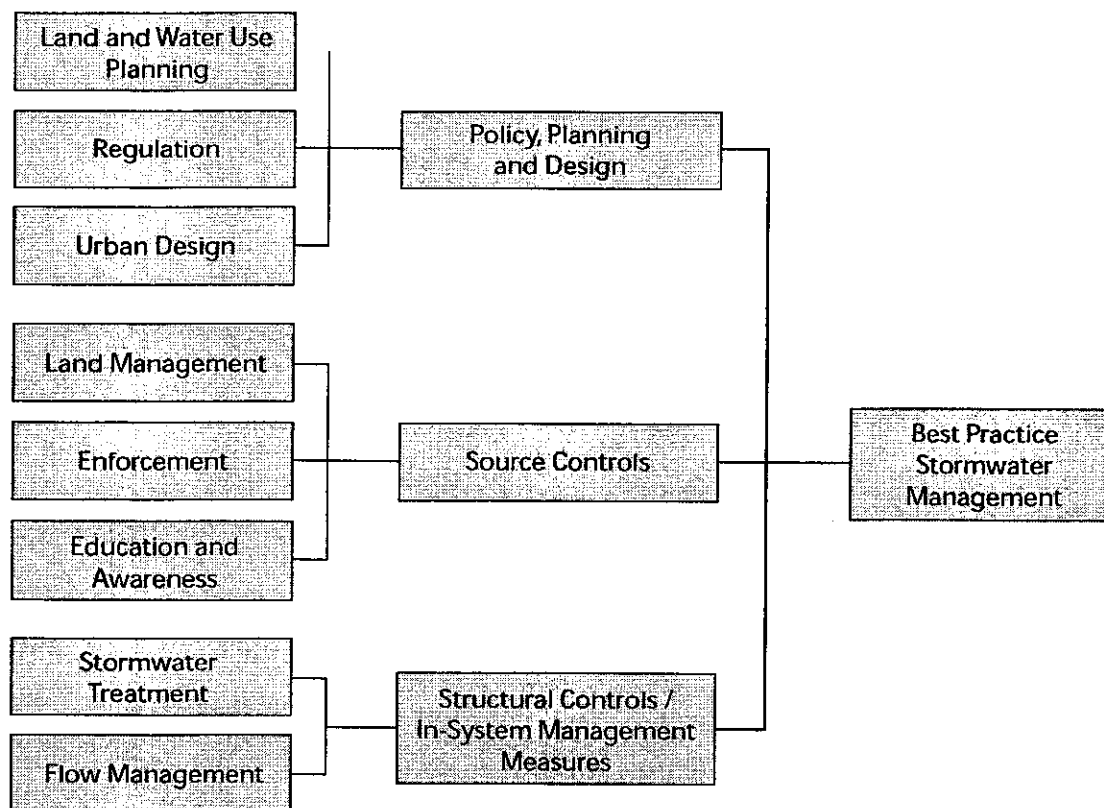 Land and Water Use
Planning
Regulation
Urban Design
Policy, Planning
and Design
Land Management
Enforcement
Education and
Awareness
Source Controls
Stormwater
Treatment
Flow Management
Structural Controls /
In-System Management
Measures
Best Practice
Stormwater
Management